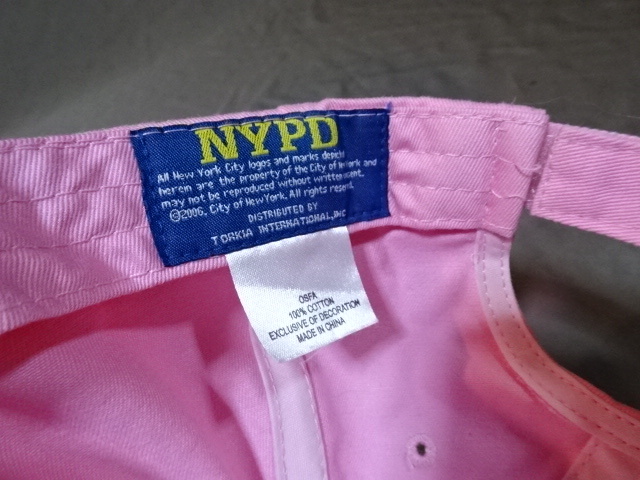 NYPD
All New York City logos and marks depict
herein are the property of the City of New York and
may not be reproduced without written consent.
©2006. City of New York. All rights reserved
DISTRIBUTED BY
TORKIA INTERNATIONAL, INC
OSFA
100% COTTON
EXCLUSIVE OF DECORATION
MADE IN CHINA